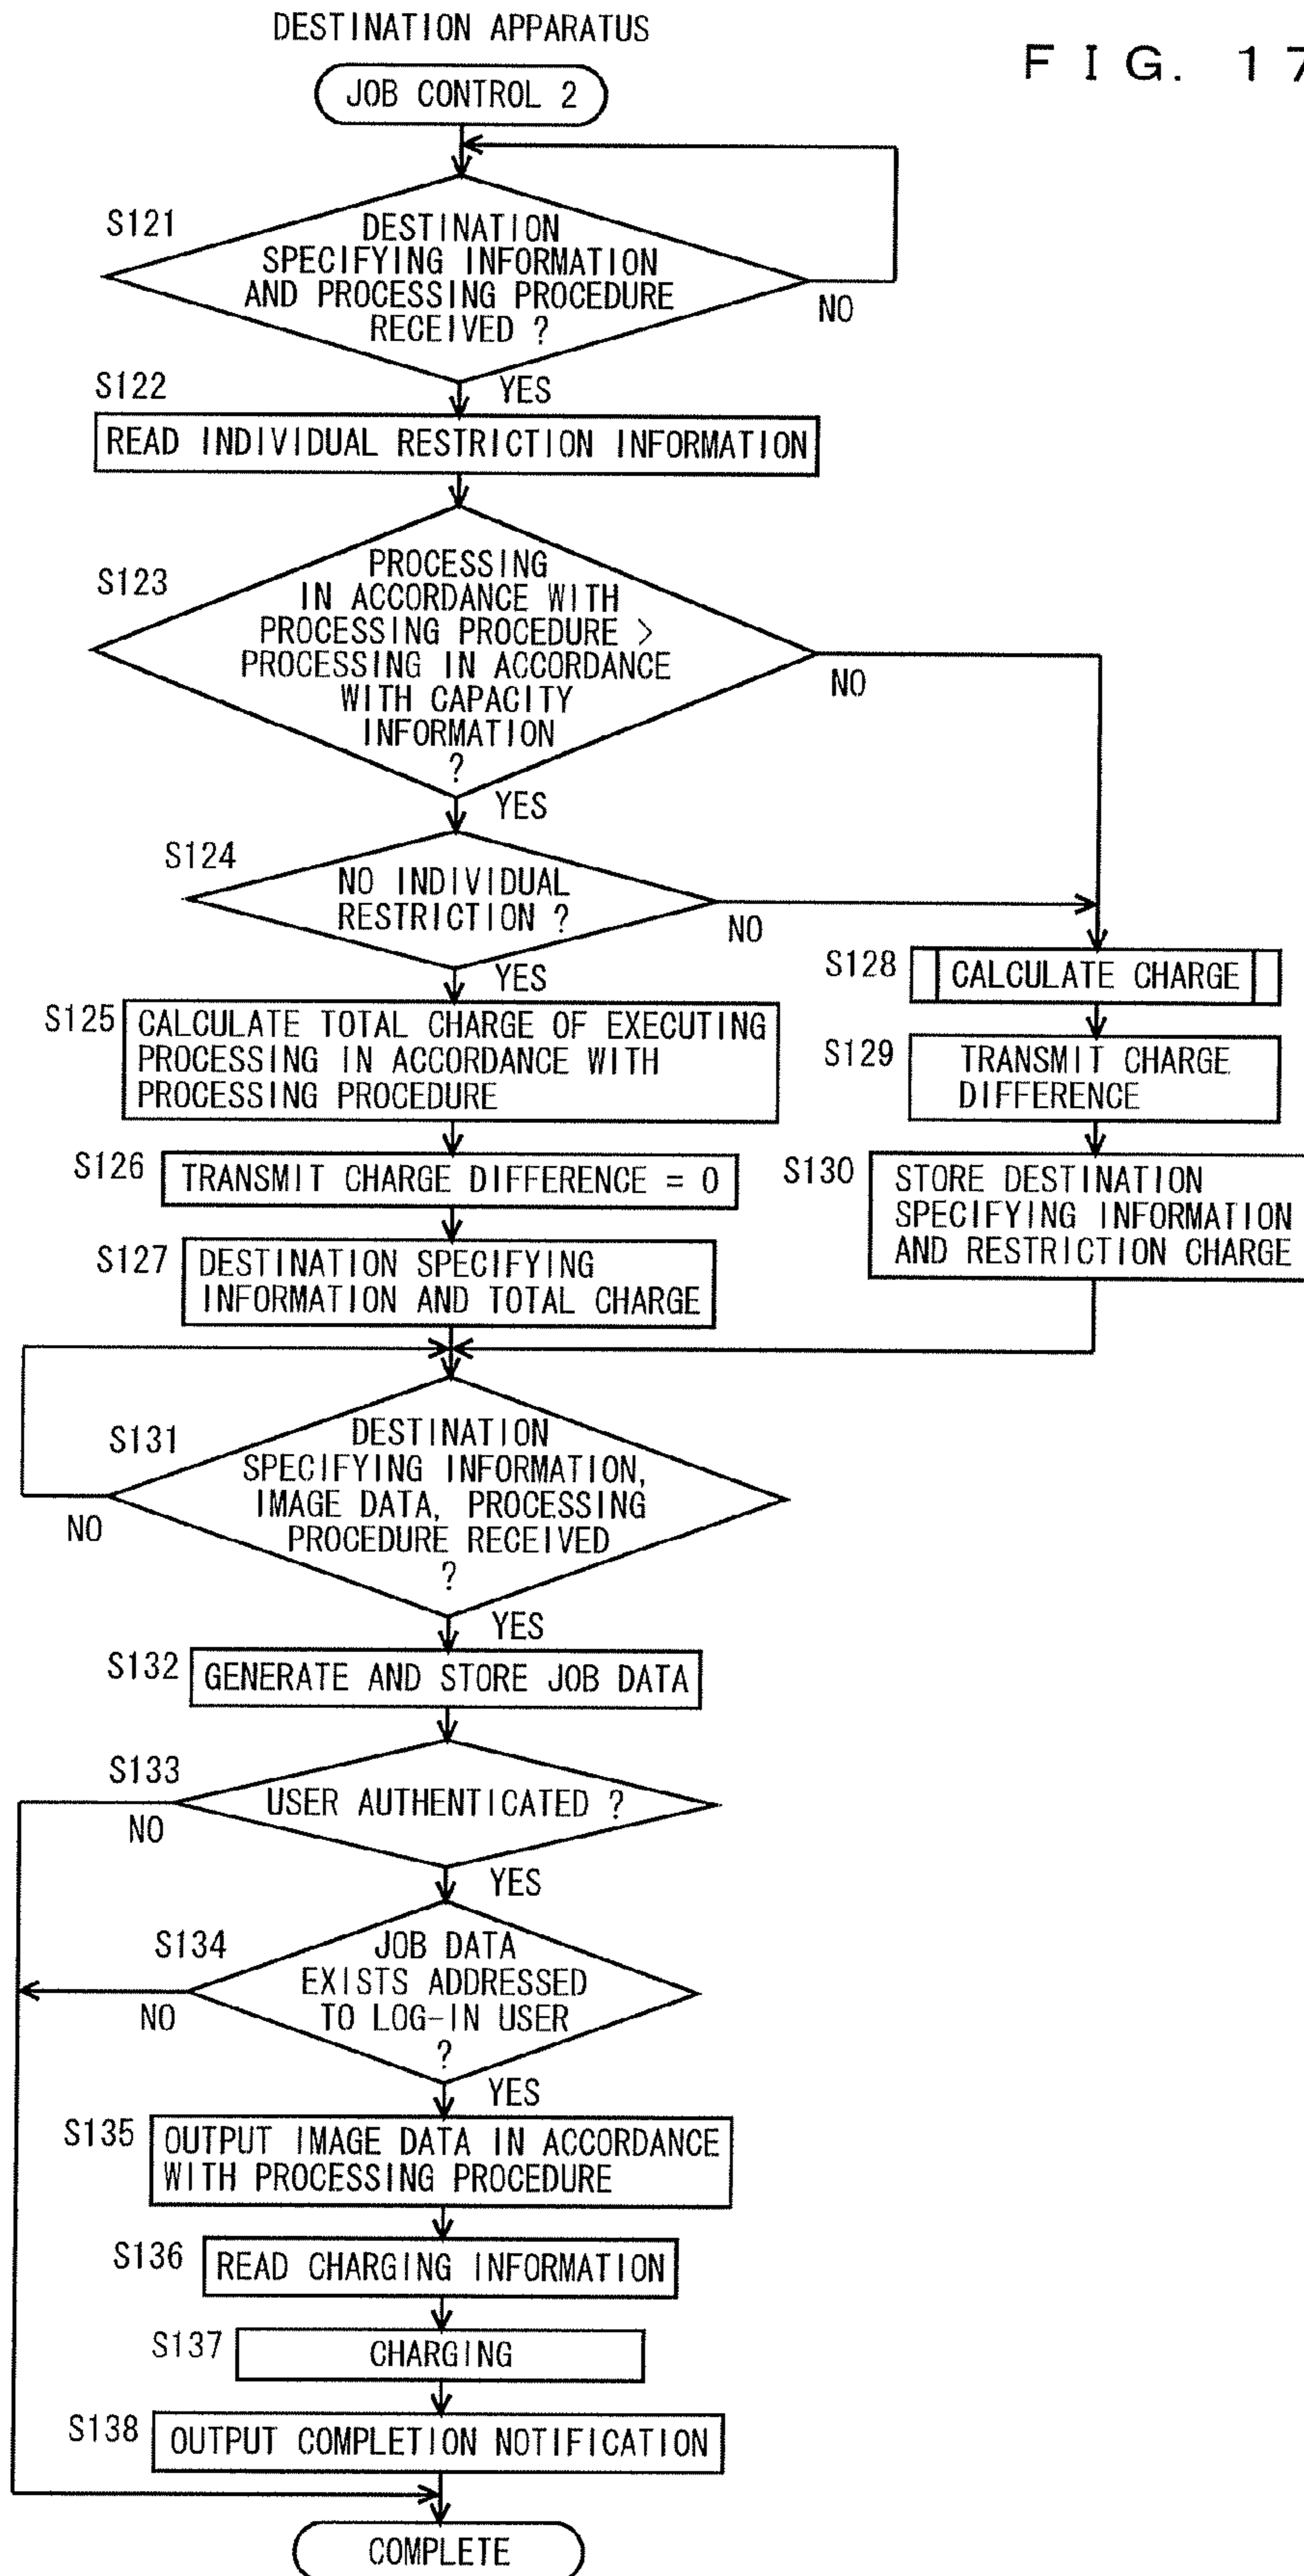 DESTINATION APPARATUS
FIG. 17
JOB CONTROL 2
S121
DESTINATION
SPECIFYING INFORMATION
AND PROCESSING PROCEDURE
RECEIVED ?
NO
YES
S122
READ INDIVIDUAL RESTRICTION INFORMATION
S123
PROCESSING
IN ACCORDANCE WITH
PROCESSING PROCEDURE >
PROCESSING IN ACCORDANCE
WITH CAPACITY
INFORMATION
?
NO
YES
S124
NO INDIVIDUAL
RESTRICTION ?
NO
YES
S125
CALCULATE TOTAL CHARGE OF EXECUTING
PROCESSING IN ACCORDANCE WITH
PROCESSING PROCEDURE
S126
TRANSMIT CHARGE DIFFERENCE = 0
S127
DESTINATION SPECIFYING
INFORMATION AND TOTAL CHARGE
S128
CALCULATE CHARGE
S129
TRANSMIT CHARGE
DIFFERENCE
S130
STORE DESTINATION
SPECIFYING INFORMATION
AND RESTRICTION CHARGE
S131
DESTINATION
SPECIFYING INFORMATION,
IMAGE DATA, PROCESSING
PROCEDURE RECEIVED
?
NO
YES
S132
GENERATE AND STORE JOB DATA
S133
USER AUTHENTICATED ?
NO
YES
S134
JOB DATA
EXISTS ADDRESSED
TO LOG-IN USER
?
NO
YES
S135
OUTPUT IMAGE DATA IN ACCORDANCE
WITH PROCESSING PROCEDURE
S136
READ CHARGING INFORMATION
S137
CHARGING
S138
OUTPUT COMPLETION NOTIFICATION
COMPLETE